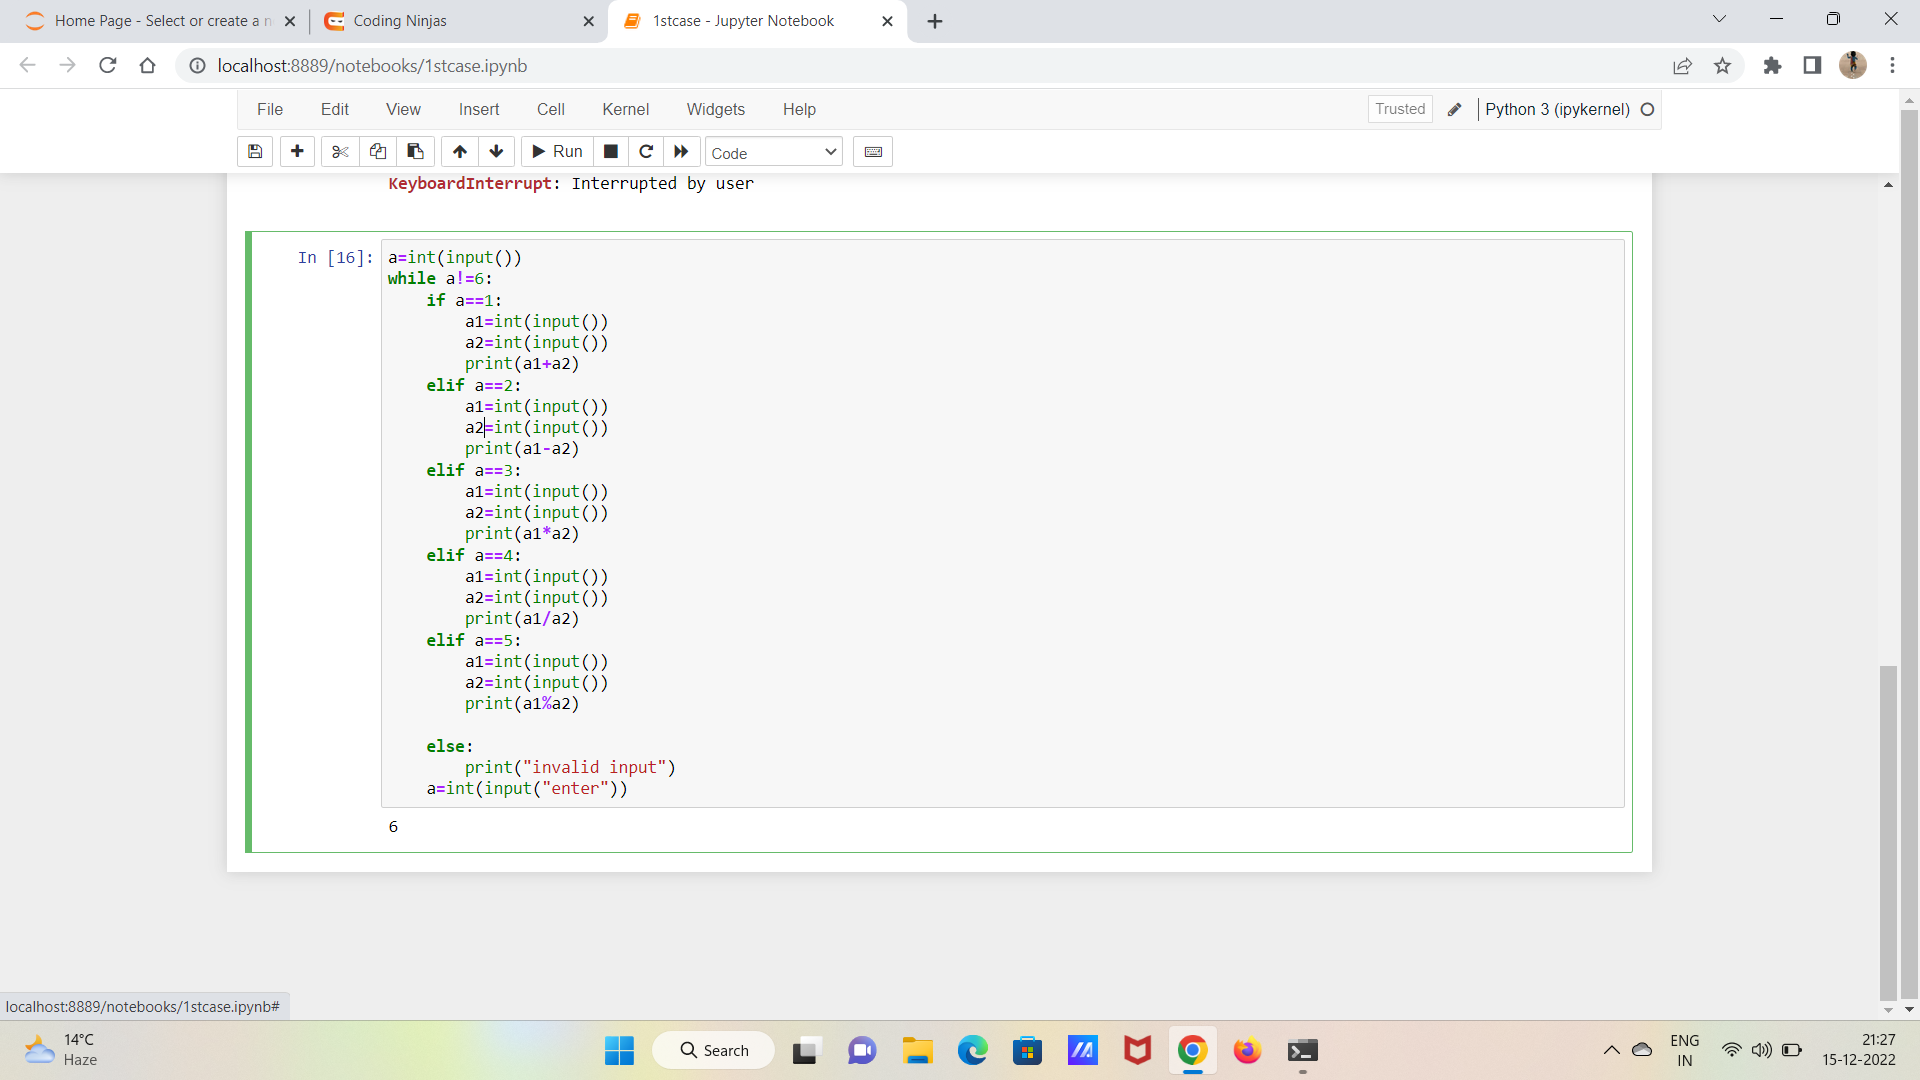 Home Page - Select or create a n
Coding Ninjas
1stcase - Jupyter Notebook
localhost:8889/notebooks/1stcase.ipynb
File Edit View Insert Cell Kernel Widgets Help
Trusted
Python 3 (ipykernel)
Run
Code
KeyboardInterrupt: Interrupted by user
In [16]:
a=int(input())
while a!=6:
    if a==1:
        a1=int(input())
        a2=int(input())
        print(a1+a2)
    elif a==2:
        a1=int(input())
        a2=int(input())
        print(a1-a2)
    elif a==3:
        a1=int(input())
        a2=int(input())
        print(a1*a2)
    elif a==4:
        a1=int(input())
        a2=int(input())
        print(a1/a2)
    elif a==5:
        a1=int(input())
        a2=int(input())
        print(a1%a2)
    else:
        print("invalid input")
    a=int(input("enter"))
6
localhost:8889/notebooks/1stcase.ipynb#
14°C
Haze
Search
ENG
IN
21:27
15-12-2022